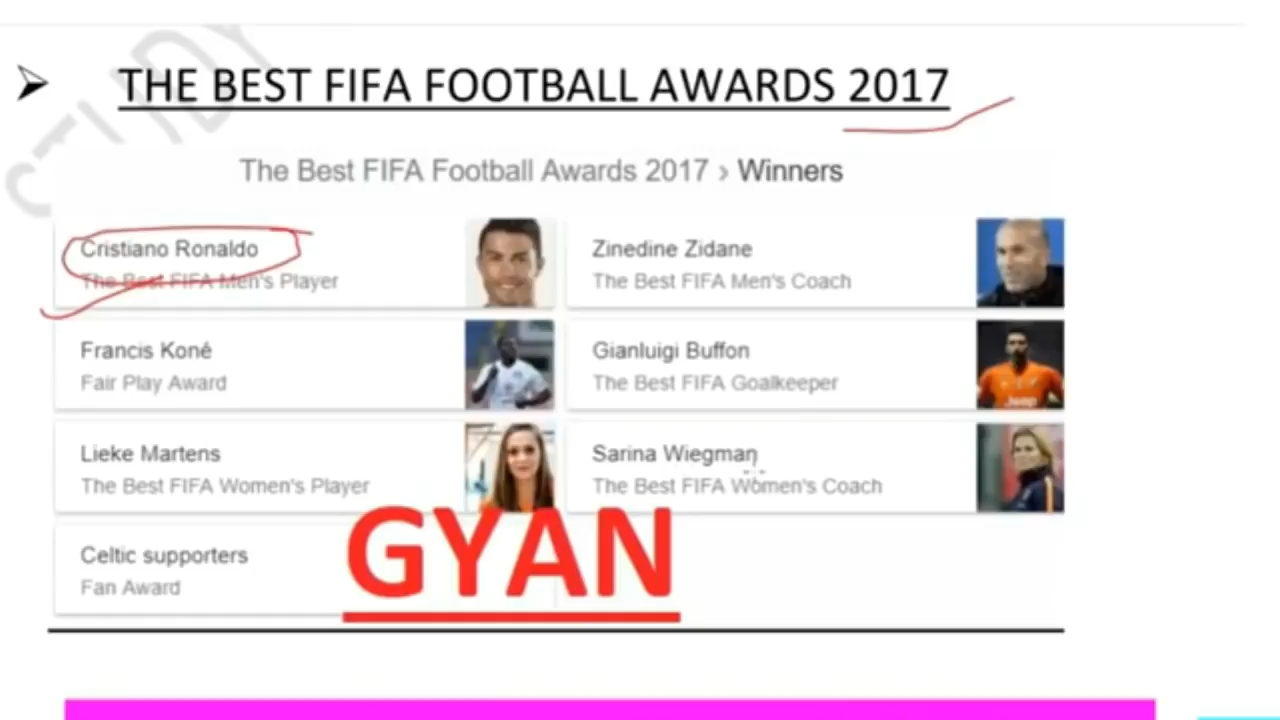 STUDY
THE BEST FIFA FOOTBALL AWARDS 2017
The Best FIFA Football Awards 2017 › Winners
Cristiano Ronaldo
The Best FIFA Men's Player
Zinedine Zidane
The Best FIFA Men's Coach
Francis Koné
Fair Play Award
Gianluigi Buffon
The Best FIFA Goalkeeper
Lieke Martens
The Best FIFA Women's Player
Sarina Wiegman
The Best FIFA Women's Coach
Celtic supporters
Fan Award
GYAN